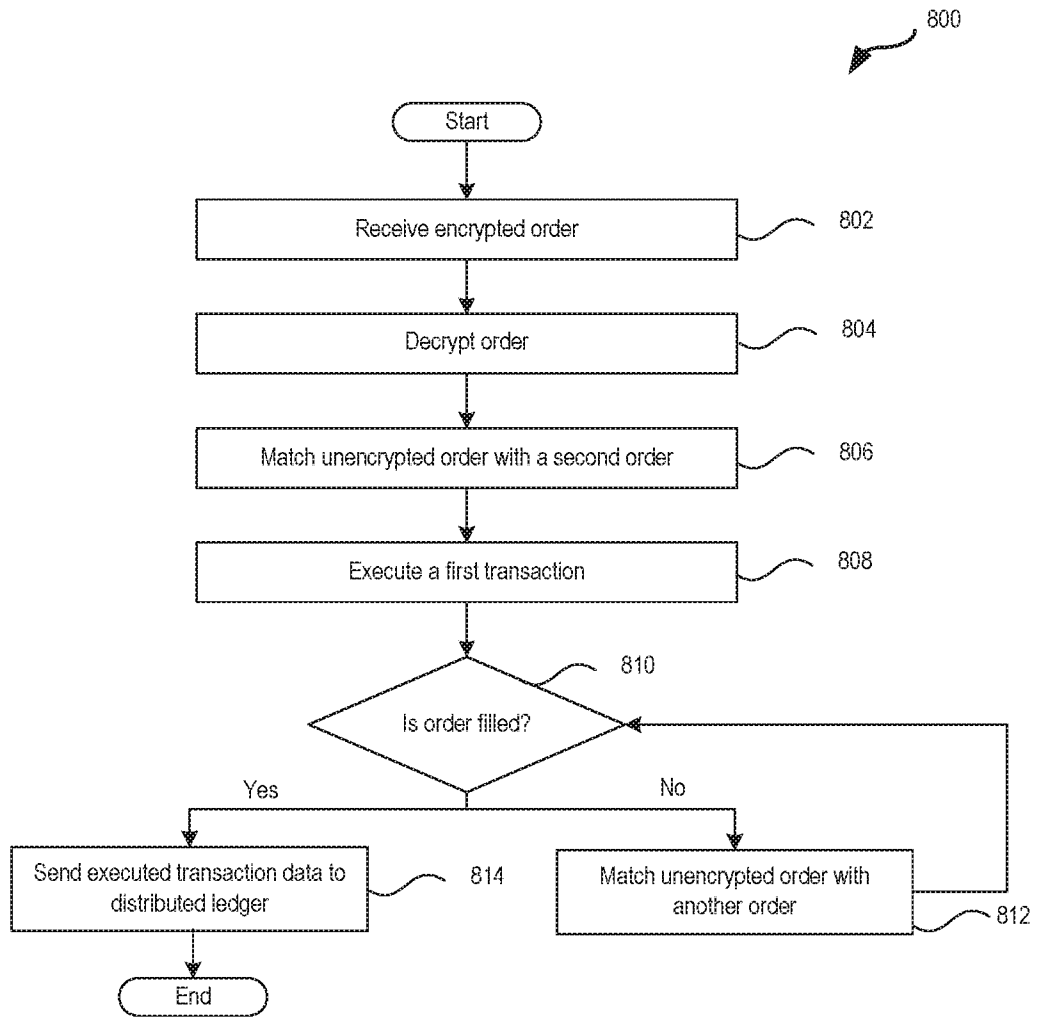 800
Start
Receive encrypted order
802
Decrypt order
804
Match unencrypted order with a second order
806
Execute a first transaction
808
810
Is order filled?
Yes
No
Send executed transaction data to
distributed ledger
814
Match unencrypted order with
another order
812
End